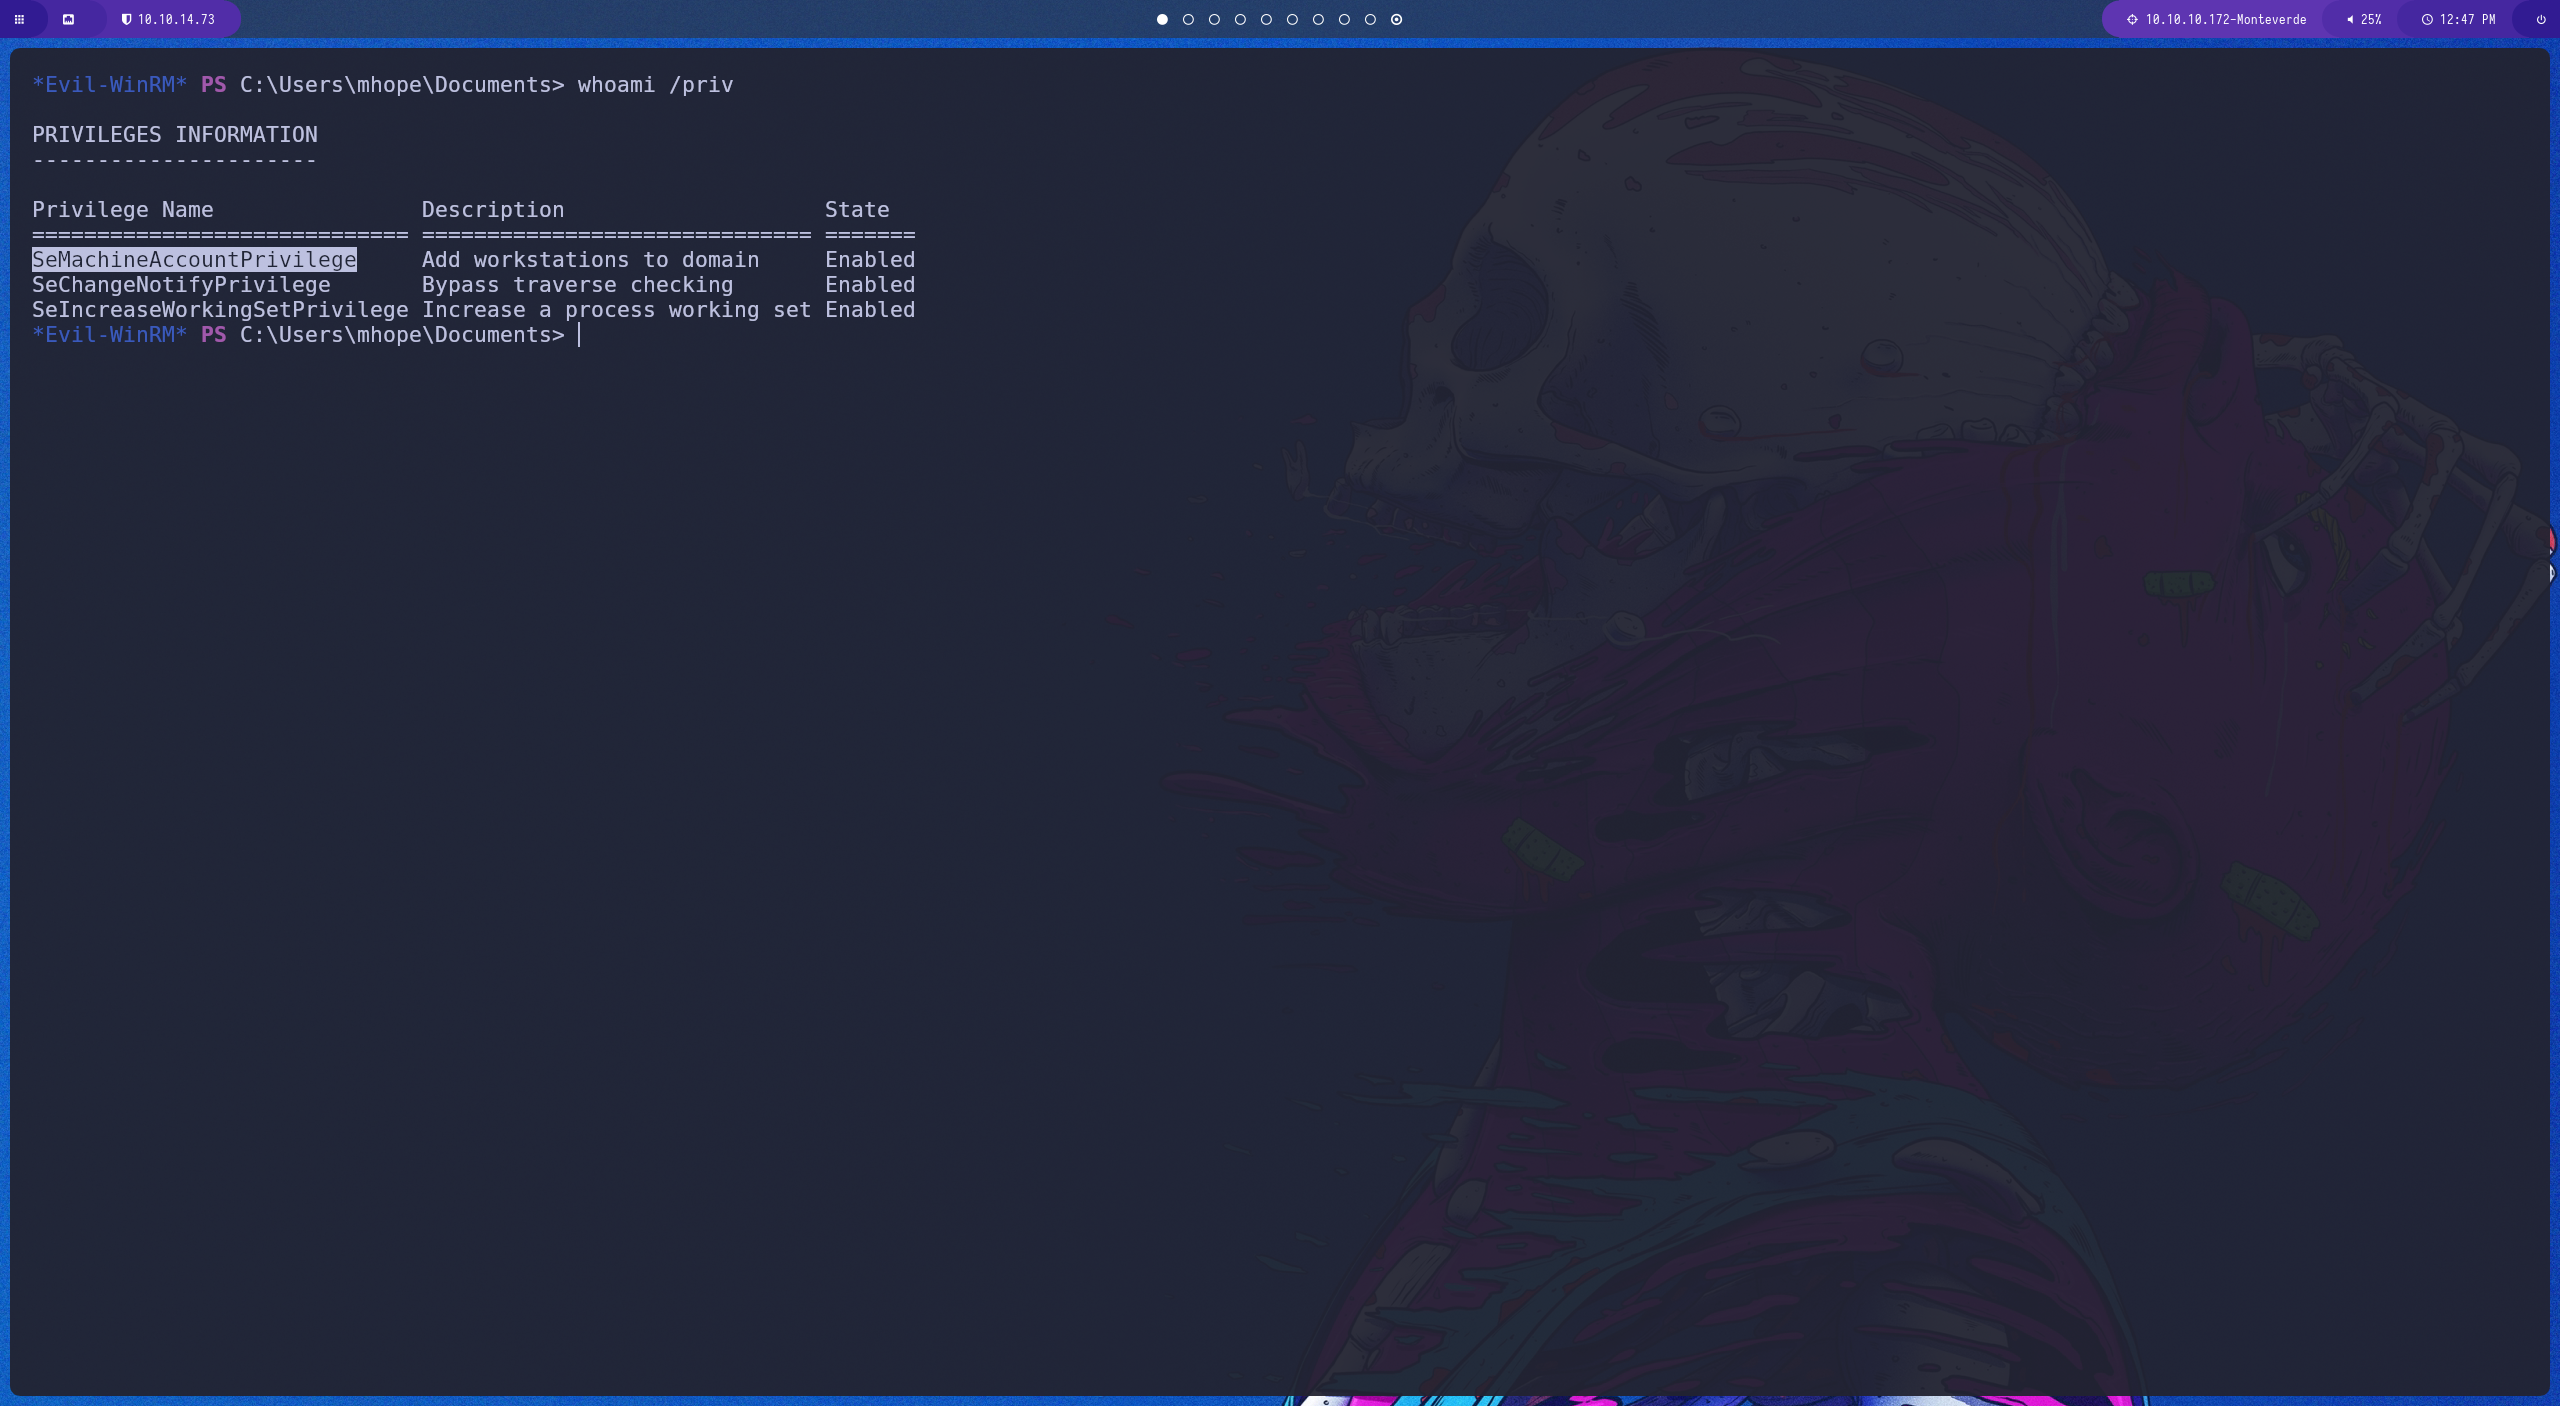 10.10.14.73
10.10.10.172-Monteverde 25% 12:47 PM
*Evil-WinRM* PS C:\Users\mhope\Documents> whoami /priv
PRIVILEGES INFORMATION
----------------------
Privilege Name                Description                    State
============================= ============================== =======
SeMachineAccountPrivilege     Add workstations to domain     Enabled
SeChangeNotifyPrivilege       Bypass traverse checking       Enabled
SeIncreaseWorkingSetPrivilege Increase a process working set Enabled
*Evil-WinRM* PS C:\Users\mhope\Documents>